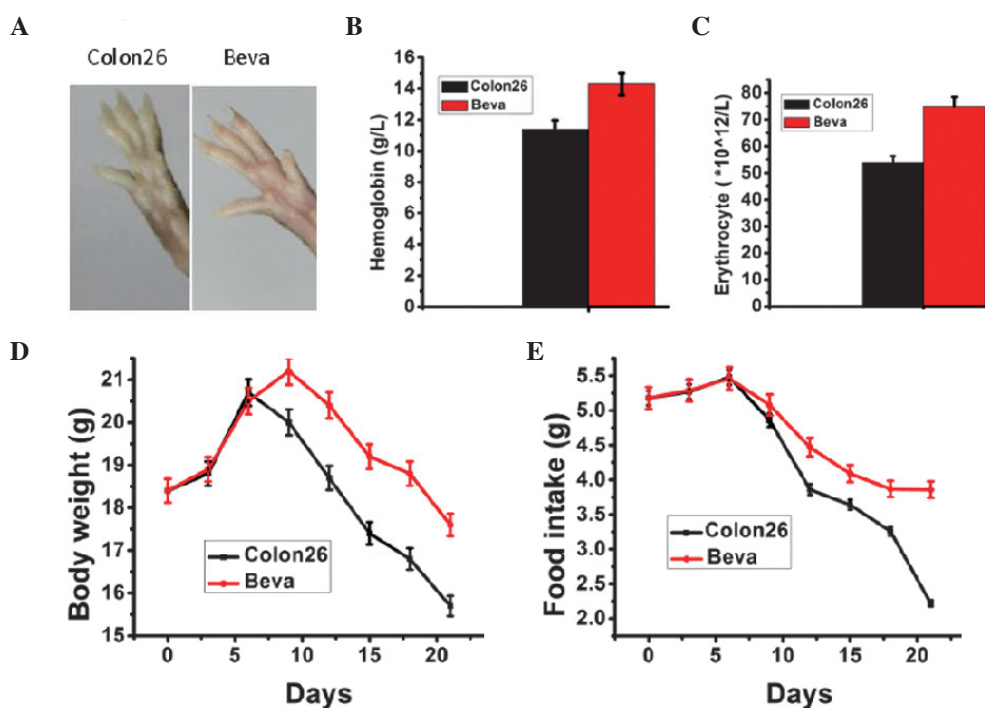 A
Colon26
Beva
B
Hemoglobin (g/L)
16
14
12
10
8
6
4
2
0
Colon26
Beva
C
Erythrocyte ( *10^12/L)
80
70
60
50
40
30
20
10
0
Colon26
Beva
D
Body weight (g)
21
20
19
18
17
16
15
Colon26
Beva
0
5
10
15
20
Days
E
Food intake (g)
5.5
5.0
4.5
4.0
3.5
3.0
2.5
2.0
Colon26
Beva
0
5
10
15
20
Days